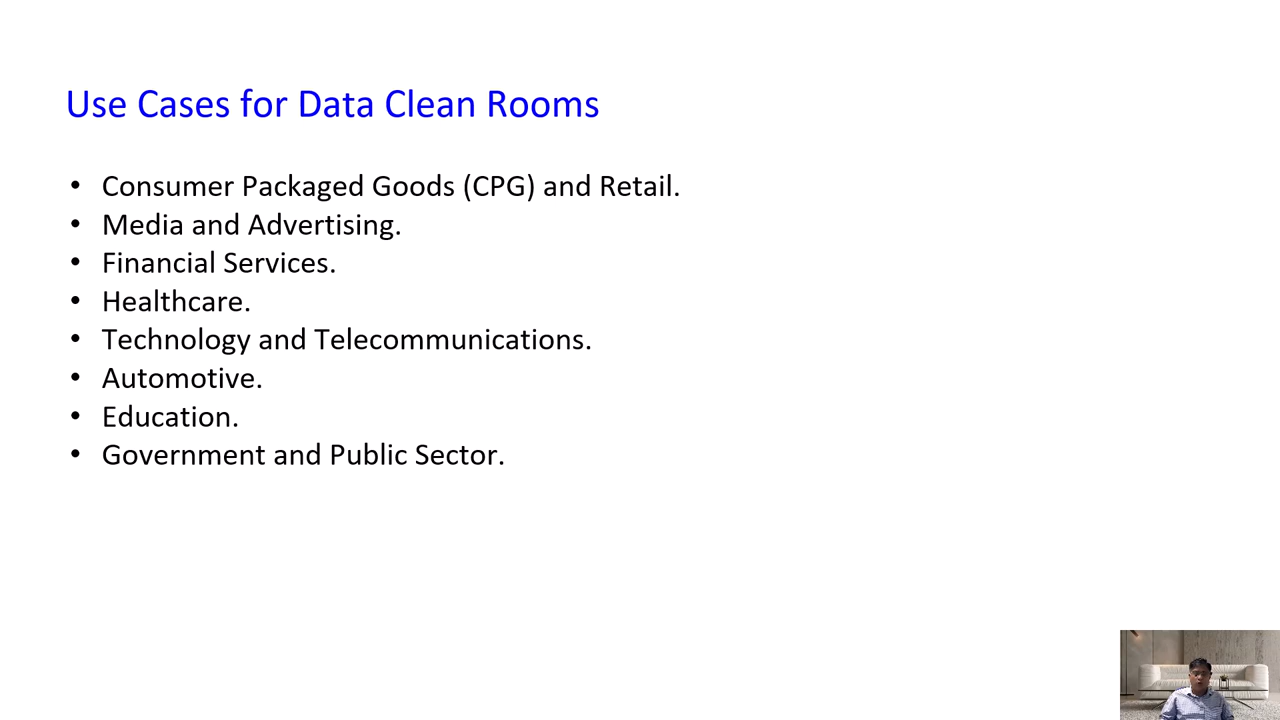 Use Cases for Data Clean Rooms
• Consumer Packaged Goods (CPG) and Retail.
• Media and Advertising.
• Financial Services.
• Healthcare.
• Technology and Telecommunications.
• Automotive.
• Education.
• Government and Public Sector.